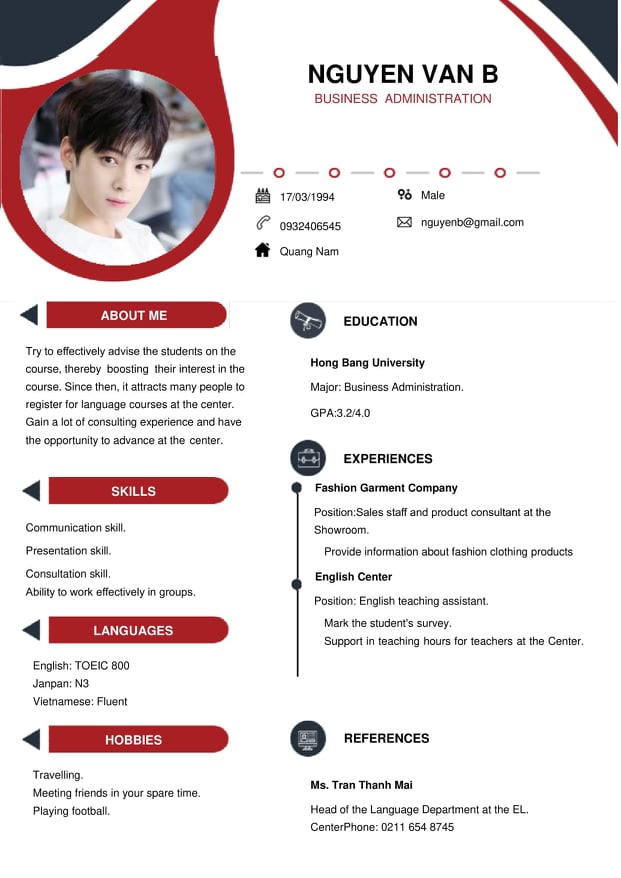 NGUYEN VAN B
BUSINESS ADMINISTRATION
17/03/1994
Male
0932406545
nguyenb@gmail.com
Quang Nam
ABOUT ME
Try to effectively advise the students on the
course, thereby boosting their interest in the
course. Since then, it attracts many people to
register for language courses at the center.
Gain a lot of consulting experience and have
the opportunity to advance at the center.
SKILLS
Communication skill.
Presentation skill.
Consultation skill.
Ability to work effectively in groups.
LANGUAGES
English: TOEIC 800
Janpan: N3
Vietnamese: Fluent
HOBBIES
Travelling.
Meeting friends in your spare time.
Playing football.
EDUCATION
Hong Bang University
Major: Business Administration.
GPA:3.2/4.0
EXPERIENCES
Fashion Garment Company
Position:Sales staff and product consultant at the
Showroom.
Provide information about fashion clothing products
English Center
Position: English teaching assistant.
Mark the student's survey.
Support in teaching hours for teachers at the Center.
REFERENCES
Ms. Tran Thanh Mai
Head of the Language Department at the EL.
CenterPhone: 0211 654 8745